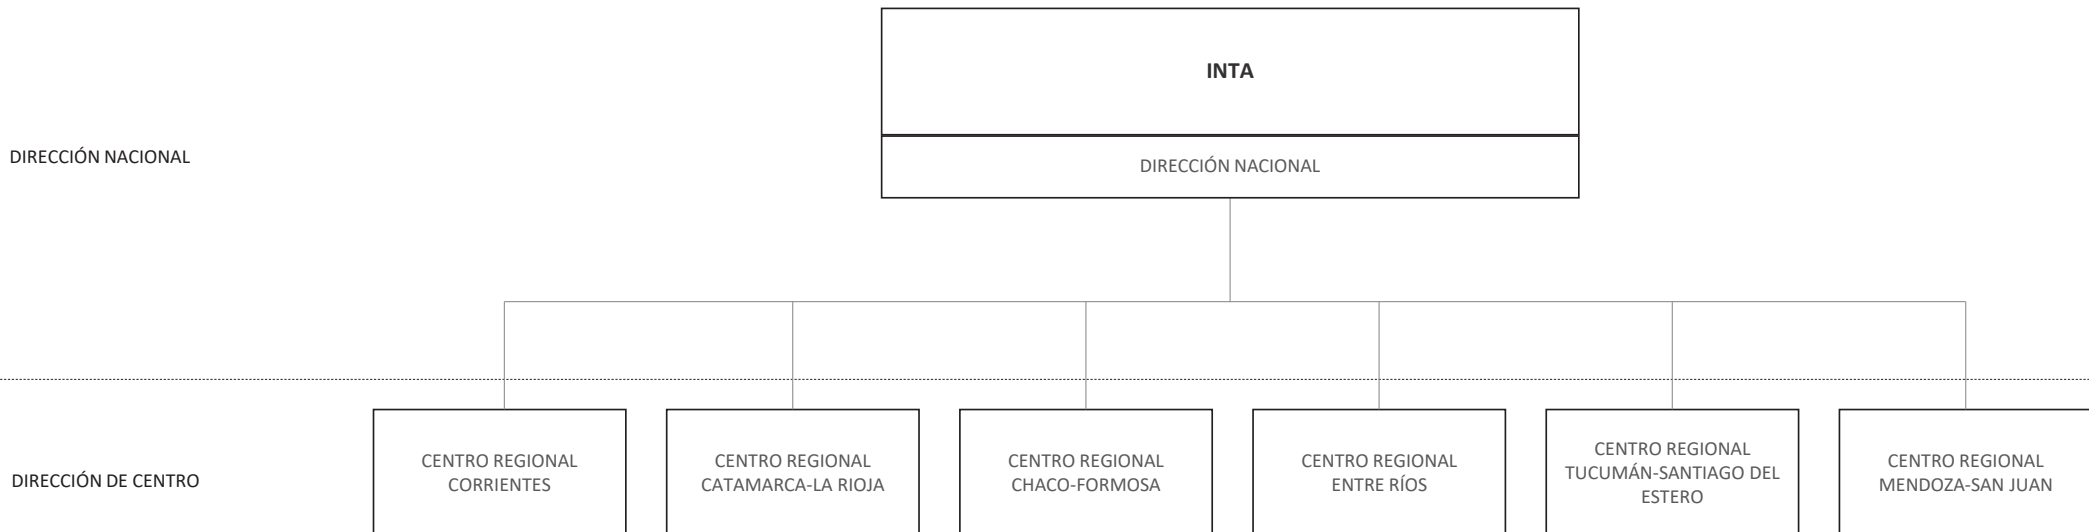 INTA
DIRECCIÓN NACIONAL
DIRECCIÓN NACIONAL
CENTRO REGIONAL
CORRIENTES
CENTRO REGIONAL
CATAMARCA-LA RIOJA
CENTRO REGIONAL
CHACO-FORMOSA
CENTRO REGIONAL
ENTRE RÍOS
CENTRO REGIONAL
TUCUMÁN-SANTIAGO DEL
ESTERO
CENTRO REGIONAL
MENDOZA-SAN JUAN
DIRECCIÓN DE CENTRO